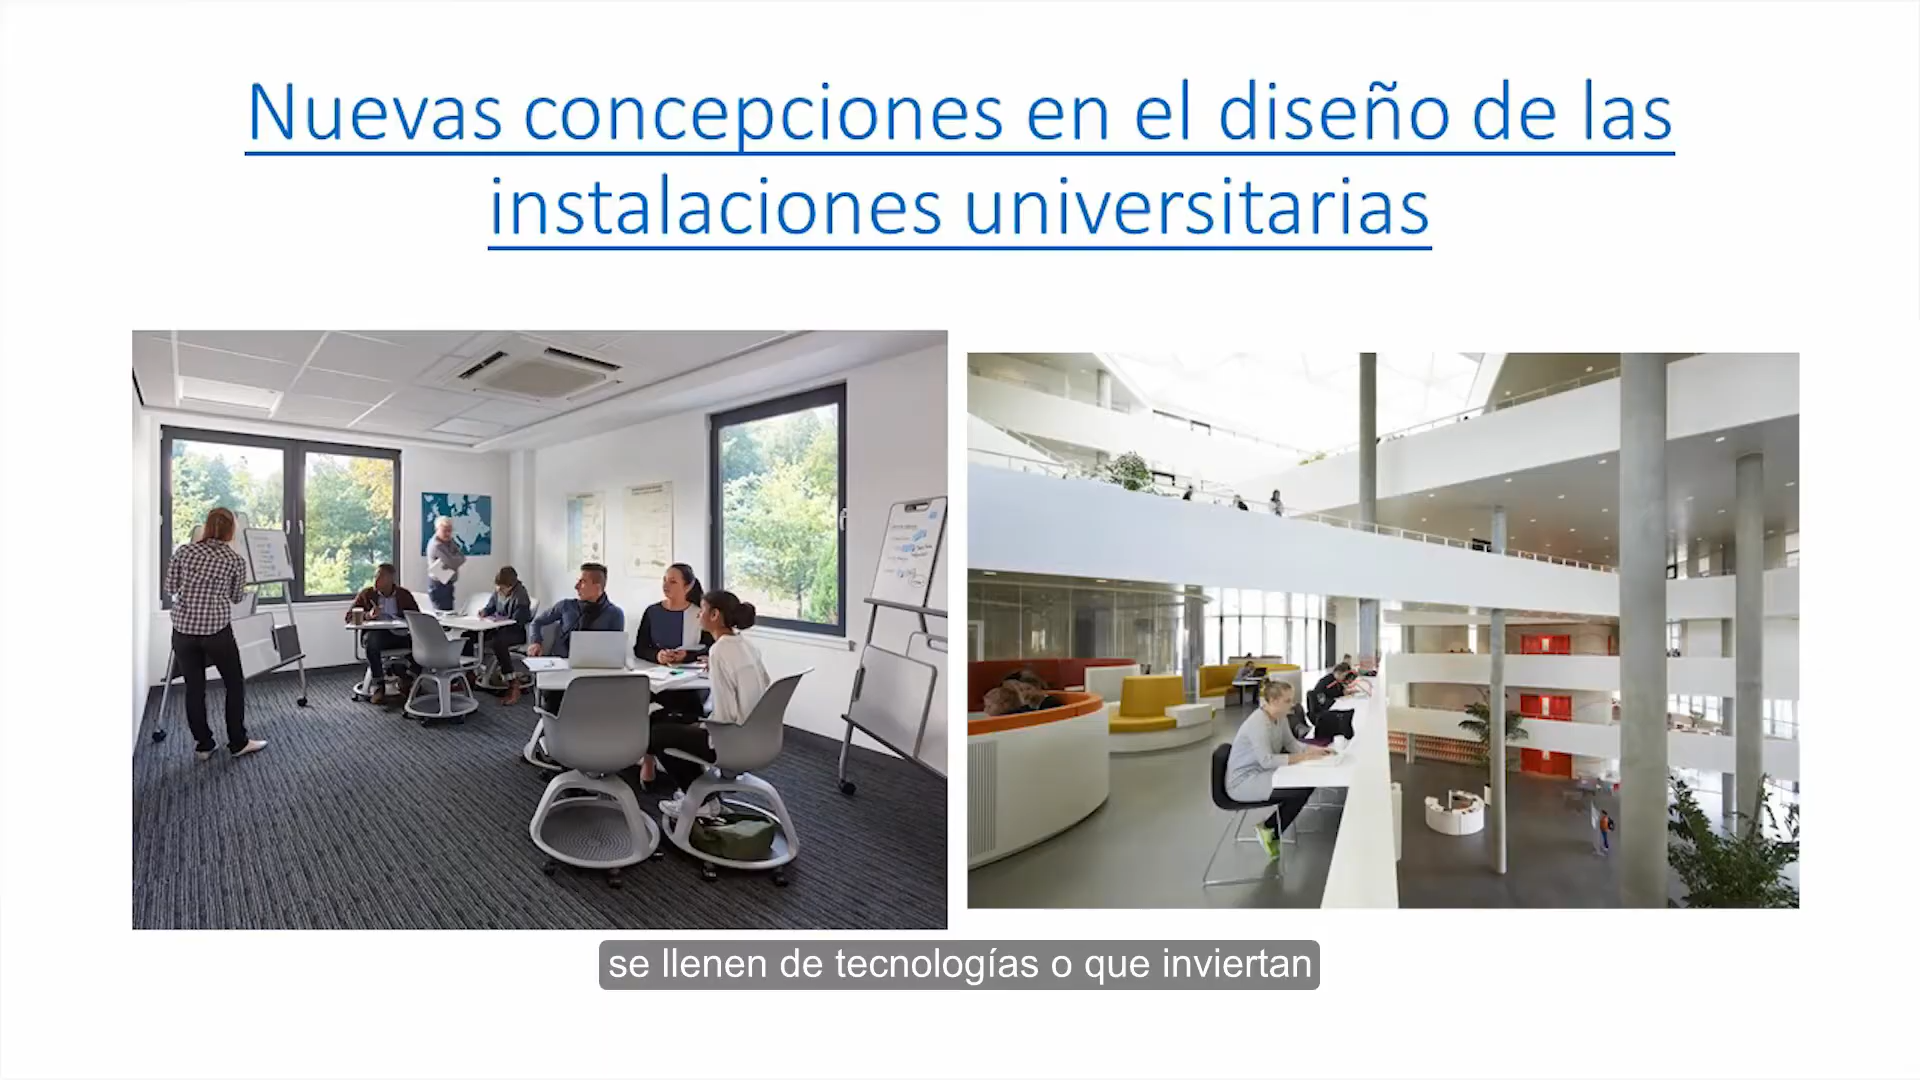 Nuevas concepciones en el diseño de las
instalaciones universitarias
se llenen de tecnologías o que inviertan